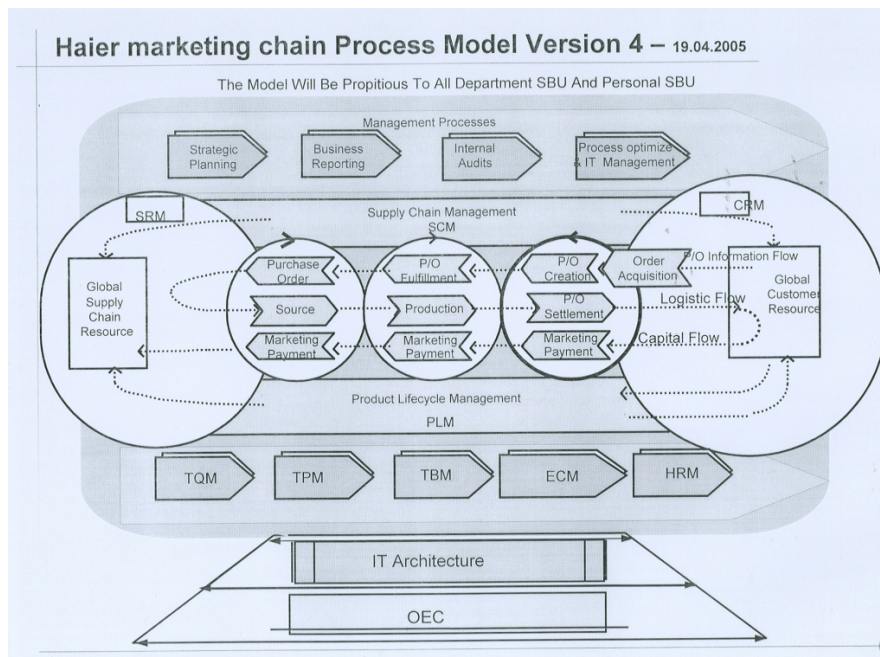 Haier marketing chain Process Model Version 4 – 19.04.2005
The Model Will Be Propitious To All Department SBU And Personal SBU
Management Processes
Strategic
Planning
Business
Reporting
Internal
Audits
Process optimize
& IT Management
SRM
Supply Chain Management
SCM
CRM
Global
Supply
Chain
Resource
Purchase
Order
P/O
Fulfillment
P/O
Creation
Order
Acquisition
P/O Information Flow
Global
Customer
Resource
Source
Production
P/O
Settlement
Logistic Flow
Marketing
Payment
Marketing
Payment
Marketing
Payment
Capital Flow
Product Lifecycle Management
PLM
TQM
TPM
TBM
ECM
HRM
IT Architecture
OEC